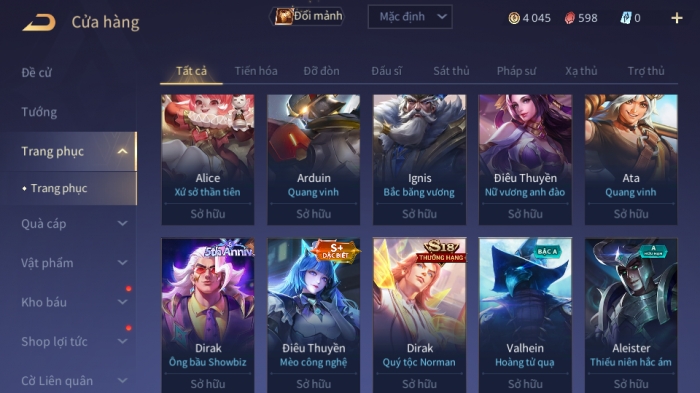 Cửa hàng
Đổi mảnh
Mặc định
4 045
598
0
Đề cử
Tướng
Trang phục
Trang phục
Quà cáp
Vật phẩm
Kho báu
Shop lợi tức
Cờ Liên quân
Tất cả Tiến hóa Đỡ đòn Đấu sĩ Sát thủ Pháp sư Xạ thủ Trợ thủ
Alice
Xứ sở thần tiên
Sở hữu
Arduin
Quang vinh
Sở hữu
Ignis
Bắc băng vương
Sở hữu
Điêu Thuyền
Nữ vương anh đào
Sở hữu
Ata
Quang vinh
Sở hữu
5th Anniv
Dirak
Ông bầu Showbiz
Sở hữu
S+
ĐẶC BIỆT
Điêu Thuyền
Mèo công nghệ
Sở hữu
S18
THƯỞNG HẠNG
Dirak
Quý tộc Norman
Sở hữu
BẬC A
Valhein
Hoàng tử quạ
Sở hữu
A
Aleister
Thiếu niên hắc ám
Sở hữu